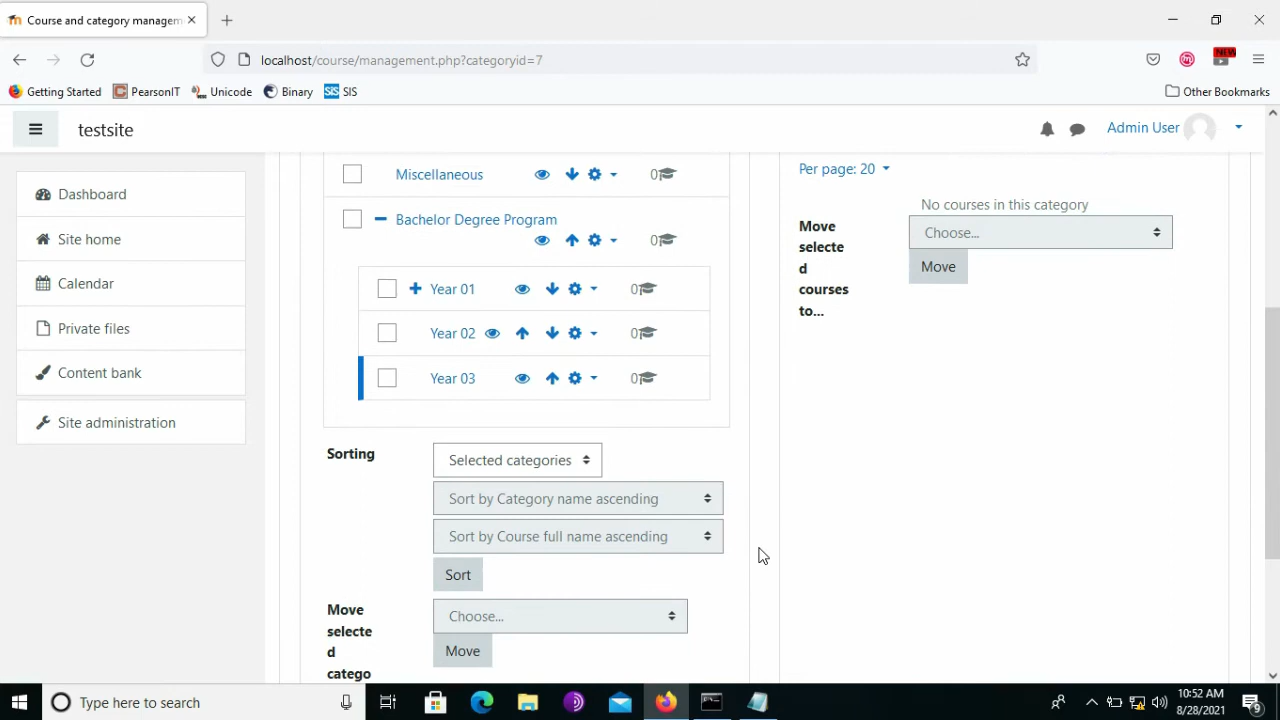 Course and category managem
localhost/course/management.php?categoryid=7
NEW
Getting Started
PearsonIT
Unicode
Binary
SIS
SIS
Other Bookmarks
testsite
Admin User
Dashboard
Site home
Calendar
Private files
Content bank
Site administration
Miscellaneous
0
Bachelor Degree Program
0
Year 01
0
Year 02
0
Year 03
0
Sorting
Selected categories
Sort by Category name ascending
Sort by Course full name ascending
Sort
Move
selecte
d
catego
Choose...
Move
Per page: 20
No courses in this category
Move
selecte
d
courses
to...
Choose...
Move
Type here to search
10:52 AM
8/28/2021
9